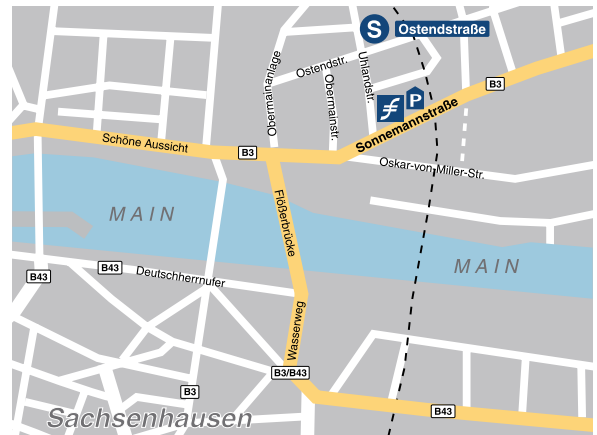 S Ostendstraße
Ostendstr.
Uhlandstr.
Obermainanlage
Obermainstr.
P
B3
Sonnemannstraße
Schöne Aussicht
B3
Oskar-von-Miller-Str.
MAIN
Flößerbrücke
MAIN
B43
B43
Deutschherrnufer
Wasserweg
B3/B43
B3
B43
Sachsenhausen